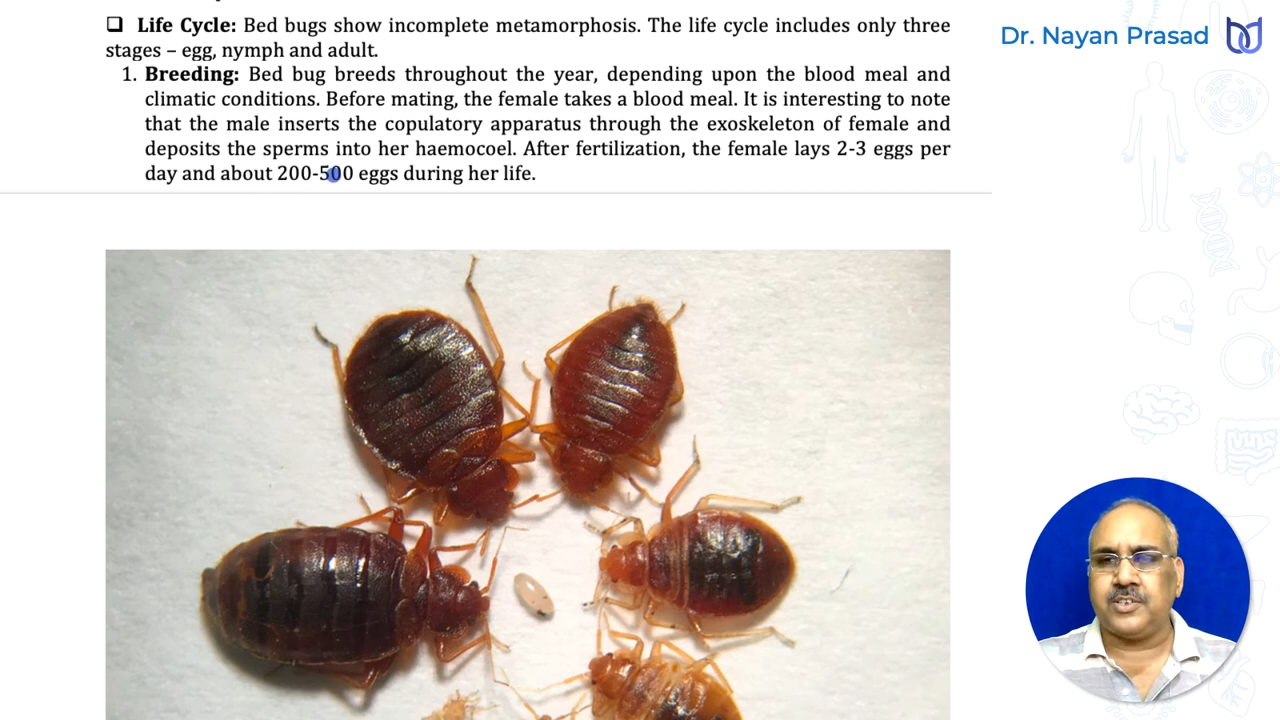 ❑ Life Cycle: Bed bugs show incomplete metamorphosis. The life cycle includes only three
stages – egg, nymph and adult.
1. Breeding: Bed bug breeds throughout the year, depending upon the blood meal and
climatic conditions. Before mating, the female takes a blood meal. It is interesting to note
that the male inserts the copulatory apparatus through the exoskeleton of female and
deposits the sperms into her haemocoel. After fertilization, the female lays 2-3 eggs per
day and about 200-500 eggs during her life.
Dr. Nayan Prasad